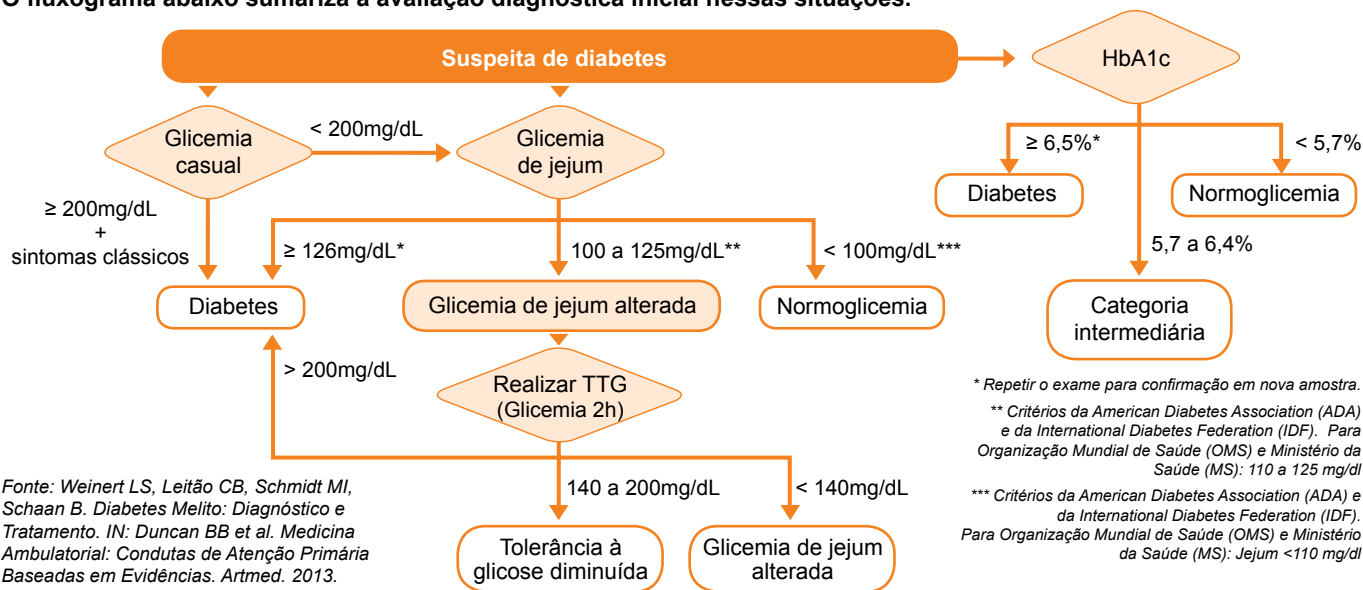 O fluxograma abaixo sumariza a avaliação diagnóstica inicial nessas situações.
Suspeita de diabetes
HbA1c
Glicemia
casual
< 200mg/dL
Glicemia
de jejum
≥ 6,5%*
< 5,7%
Diabetes
Normoglicemia
≥ 200mg/dL
+
sintomas clássicos
≥ 126mg/dL*
100 a 125mg/dL**
< 100mg/dL***
5,7 a 6,4%
Diabetes
Glicemia de jejum alterada
Normoglicemia
Categoria
intermediária
> 200mg/dL
Realizar TTG
(Glicemia 2h)
* Repetir o exame para confirmação em nova amostra.
** Critérios da American Diabetes Association (ADA)
e da International Diabetes Federation (IDF). Para
Organização Mundial de Saúde (OMS) e Ministério da
Saúde (MS): 110 a 125 mg/dl
*** Critérios da American Diabetes Association (ADA) e
da International Diabetes Federation (IDF).
Para Organização Mundial de Saúde (OMS) e Ministério
da Saúde (MS): Jejum <110 mg/dl
140 a 200mg/dL
< 140mg/dL
Tolerância à
glicose diminuída
Glicemia de jejum
alterada
Fonte: Weinert LS, Leitão CB, Schmidt MI,
Schaan B. Diabetes Melito: Diagnóstico e
Tratamento. IN: Duncan BB et al. Medicina
Ambulatorial: Condutas de Atenção Primária
Baseadas em Evidências. Artmed. 2013.